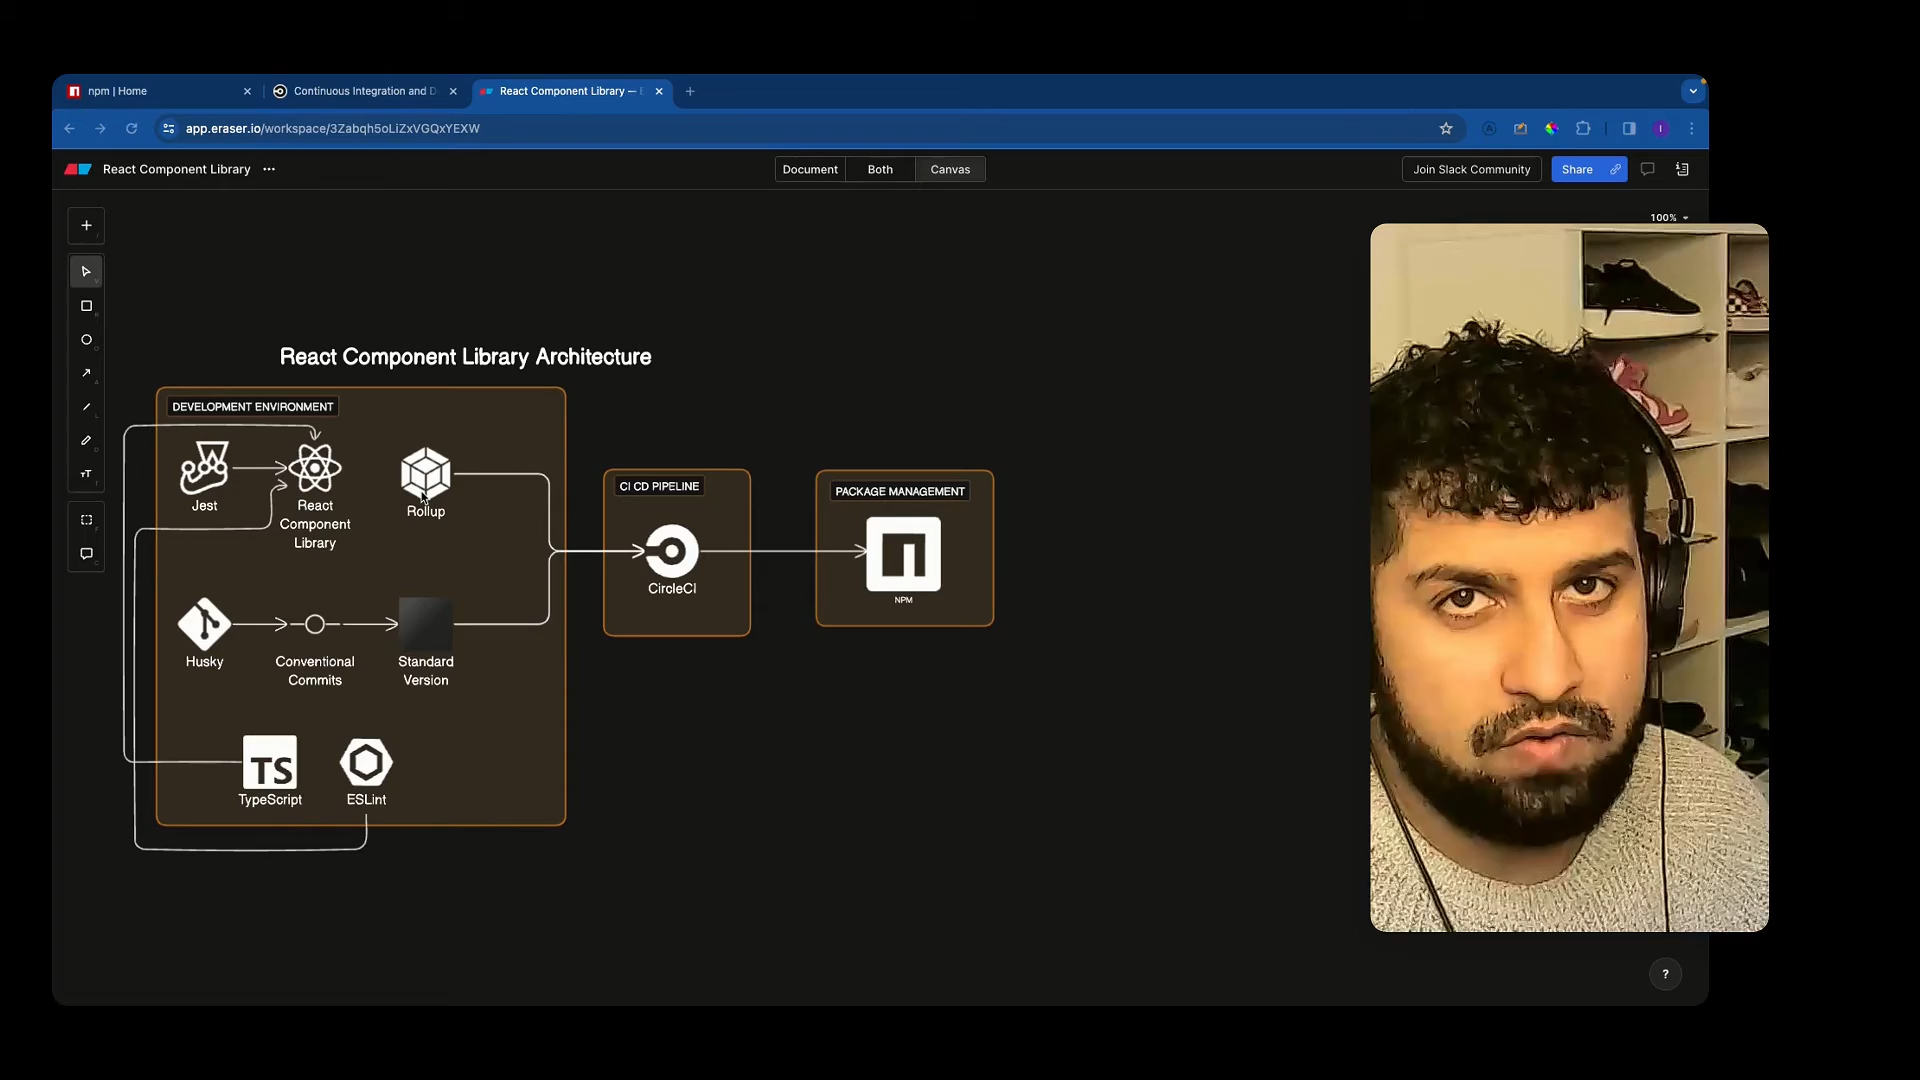 npm | Home
Continuous Integration and D
React Component Library —
app.eraser.io/workspace/3Zabqh5oLiZxVGQxYEXW
React Component Library
Document
Both
Canvas
Join Slack Community
Share
100%
React Component Library Architecture
DEVELOPMENT ENVIRONMENT
Jest
React
Component
Library
Rollup
CI CD PIPELINE
CircleCI
PACKAGE MANAGEMENT
NPM
Husky
Conventional
Commits
Standard
Version
TS
TypeScript
ESLint
?